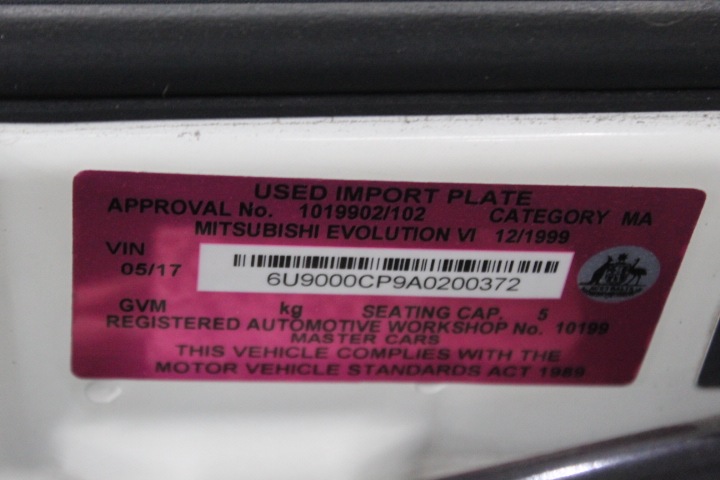 USED IMPORT PLATE
APPROVAL No. 1019902/102 CATEGORY MA
MITSUBISHI EVOLUTION VI 12/1999
VIN
05/17
6U9000CP9A0200372
GVM kg SEATING CAP. 5
REGISTERED AUTOMOTIVE WORKSHOP No. 10199
MASTER CARS
THIS VEHICLE COMPLIES WITH THE
MOTOR VEHICLE STANDARDS ACT 1989
AUSTRALIA